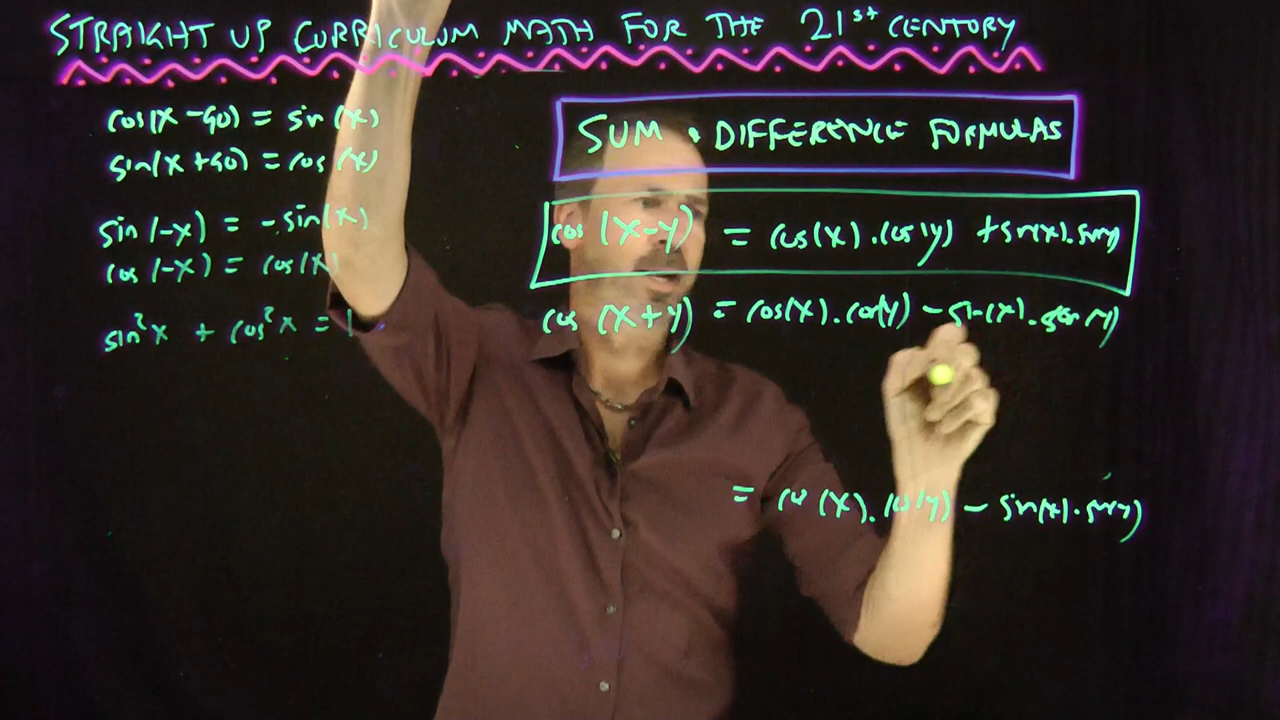 STRAIGHT UP CURRICULUM MATH FOR THE 21st CENTURY
cos(x - 90) = sin(x)
sin(x + 90) = cos(x)
sin(-x) = -sin(x)
cos(-x) = cos(x)
sin²x + cos²x = 1
SUM • DIFFERENCE FORMULAS
cos (x-y) = cos(x).cos(y) + sin(x).siny
cos (x+y) = cos(x).cos(y) - sin(x).sin(y)
= cos(x).cos(y) - sin(x).sin(y)